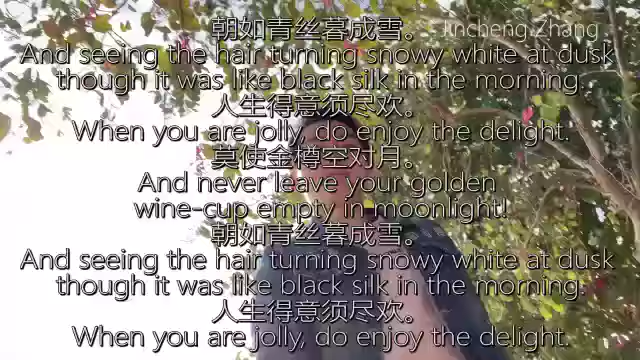 Jincheng Zhang
朝如青丝暮成雪。
And seeing the hair turning snowy white at dusk
though it was like black silk in the morning.
人生得意须尽欢。
When you are jolly, do enjoy the delight.
莫使金樽空对月。
And never leave your golden
wine-cup empty in moonlight!
朝如青丝暮成雪。
And seeing the hair turning snowy white at dusk
though it was like black silk in the morning.
人生得意须尽欢。
When you are jolly, do enjoy the delight.